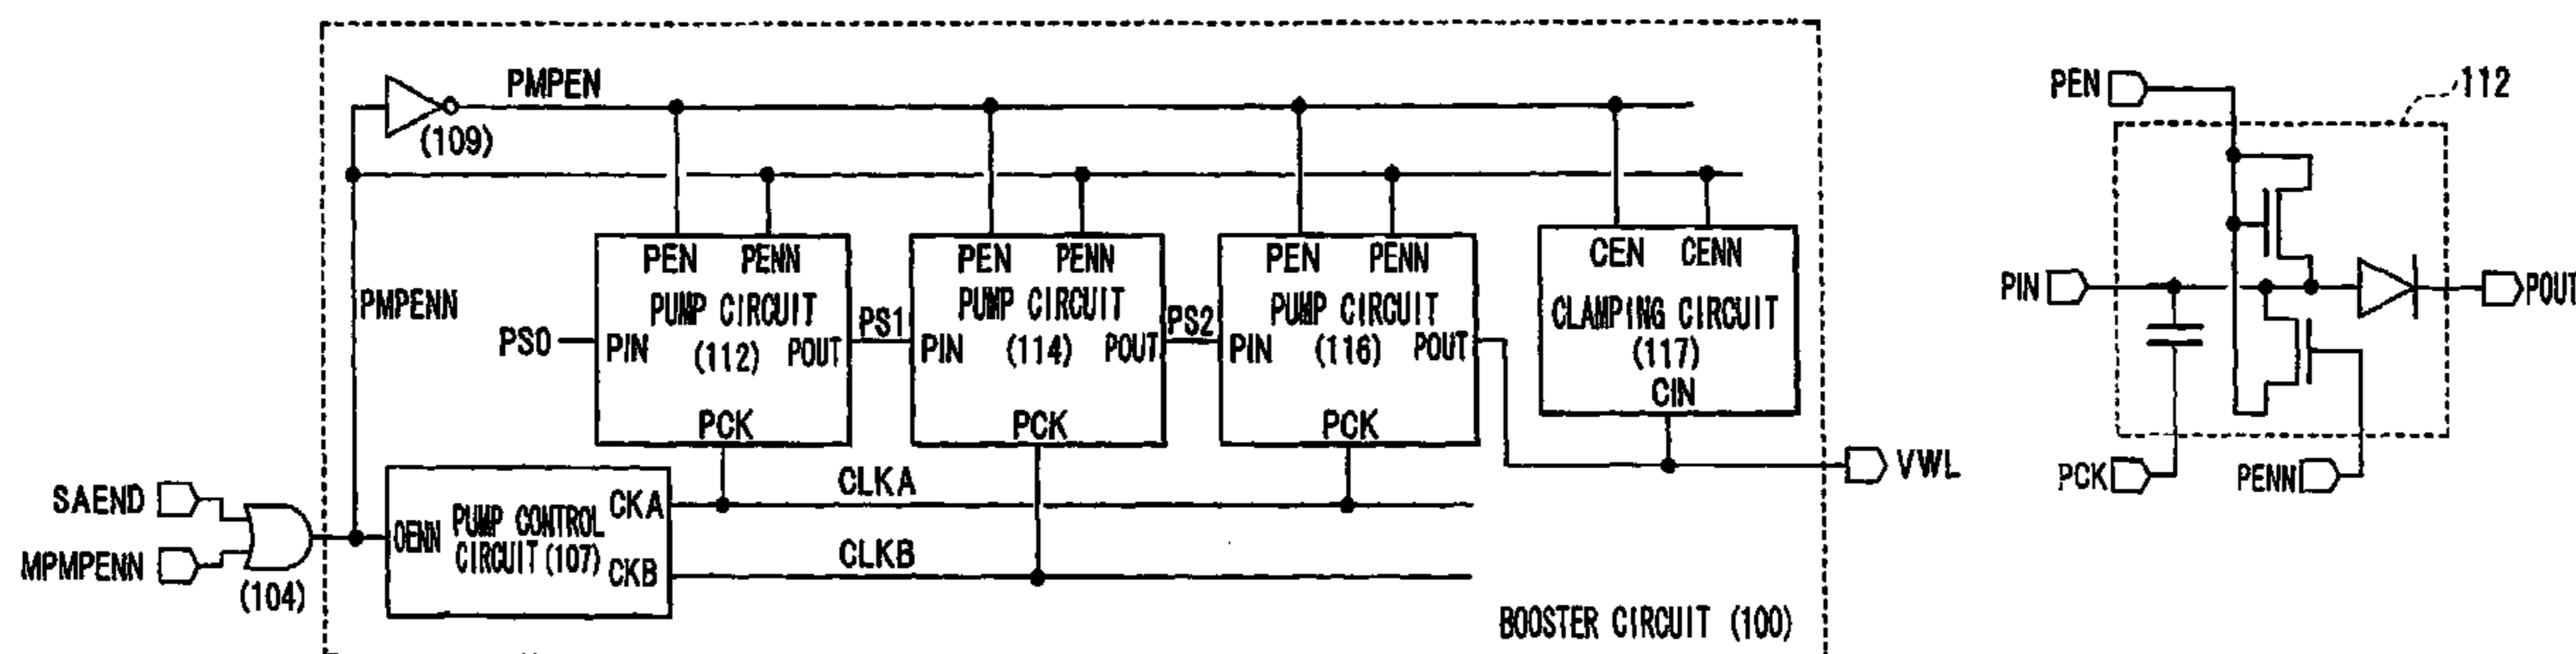 PMPEN
(109)
PMPENN
PS0
PEN PENN
PUMP CIRCUIT
(112)
PIN POUT
PCK
PS1
PEN PENN
PUMP CIRCUIT
(114)
PIN POUT
PCK
PS2
PEN PENN
PUMP CIRCUIT
(116)
PIN POUT
PCK
CEN CENN
CLAMPING CIRCUIT
(117)
CIN
VWL
SAEND
MPMPENN
(104)
OENN
PUMP CONTROL
CIRCUIT (107)
CKA
CKB
CLKA
CLKB
BOOSTER CIRCUIT (100)
PEN
112
PIN
POUT
PCK
PENN